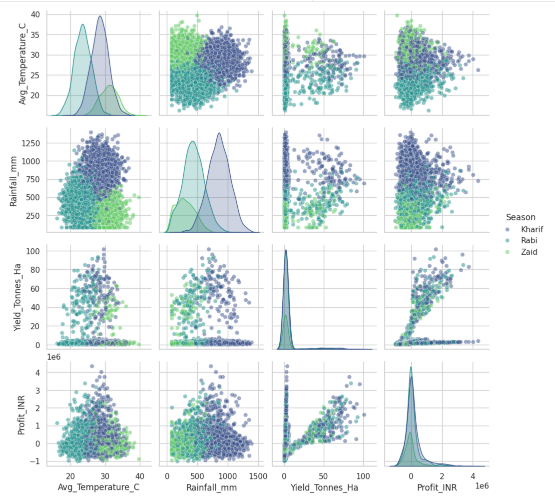 Avg_Temperature_C
40
35
30
25
20
Rainfall_mm
1250
1000
750
500
250
Season
Kharif
Rabi
Zaid
Yield_Tonnes_Ha
100
80
60
40
20
0
1e6
Profit_INR
4
3
2
1
0
−1
20 30 40
0 500 1000 1500
0 50 100
0 2 4
1e6
Avg_Temperature_C Rainfall_mm Yield_Tonnes_Ha Profit_INR